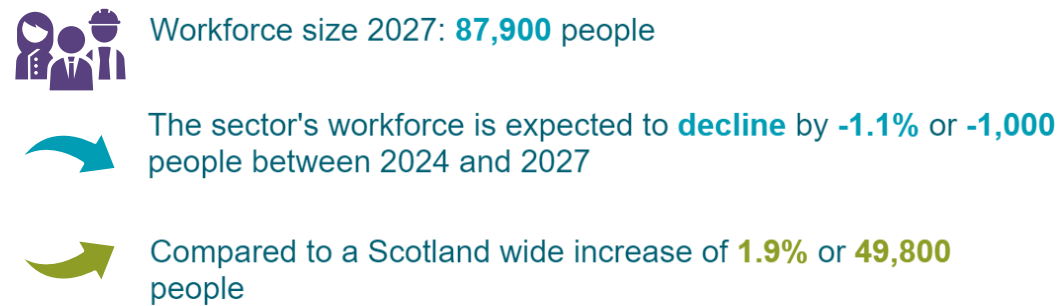 Workforce size 2027: 87,900 people
The sector's workforce is expected to decline by -1.1% or -1,000
people between 2024 and 2027
Compared to a Scotland wide increase of 1.9% or 49,800
people